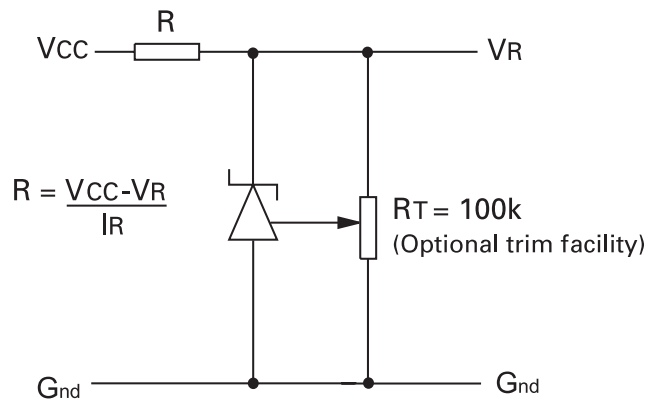 R
VCC
VR
R = VCC-VR
IR
RT = 100k
(Optional trim facility)
Gnd
Gnd